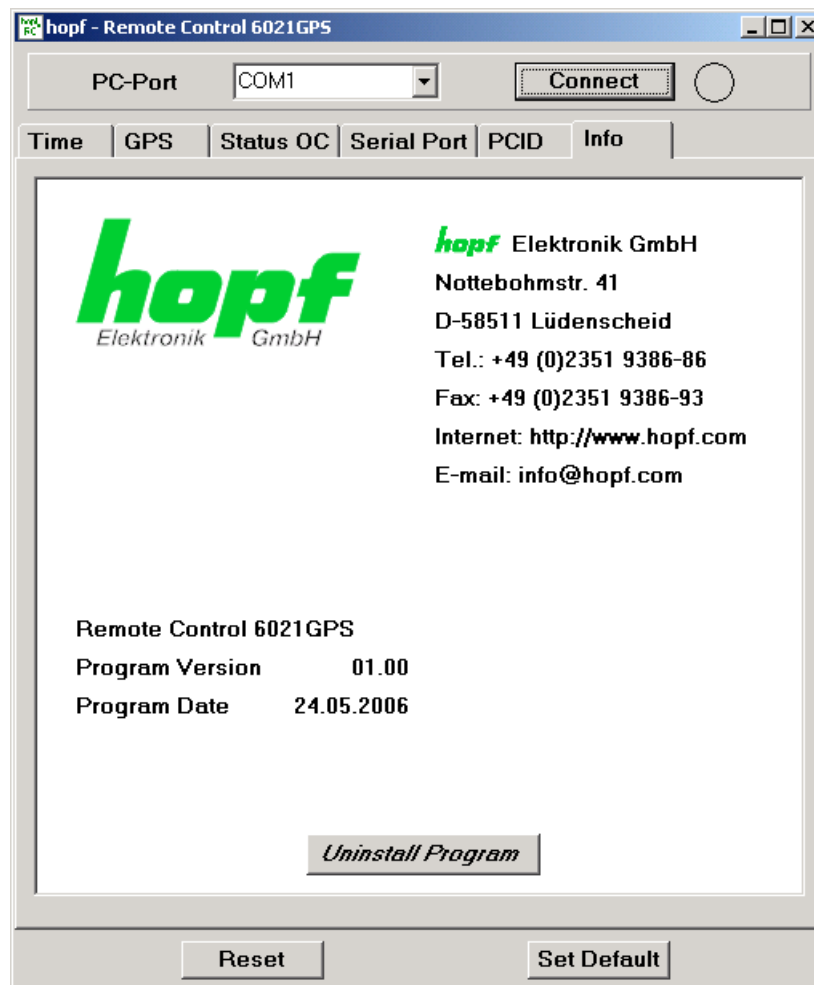 hopf - Remote Control 6021GPS
PC-Port COM1 Connect
Time GPS Status OC Serial Port PCID Info
hopf
Elektronik GmbH
hopf Elektronik GmbH
Nottebohmstr. 41
D-58511 Lüdenscheid
Tel.: +49 (0)2351 9386-86
Fax: +49 (0)2351 9386-93
Internet: http://www.hopf.com
E-mail: info@hopf.com
Remote Control 6021GPS
Program Version 01.00
Program Date 24.05.2006
Uninstall Program
Reset Set Default